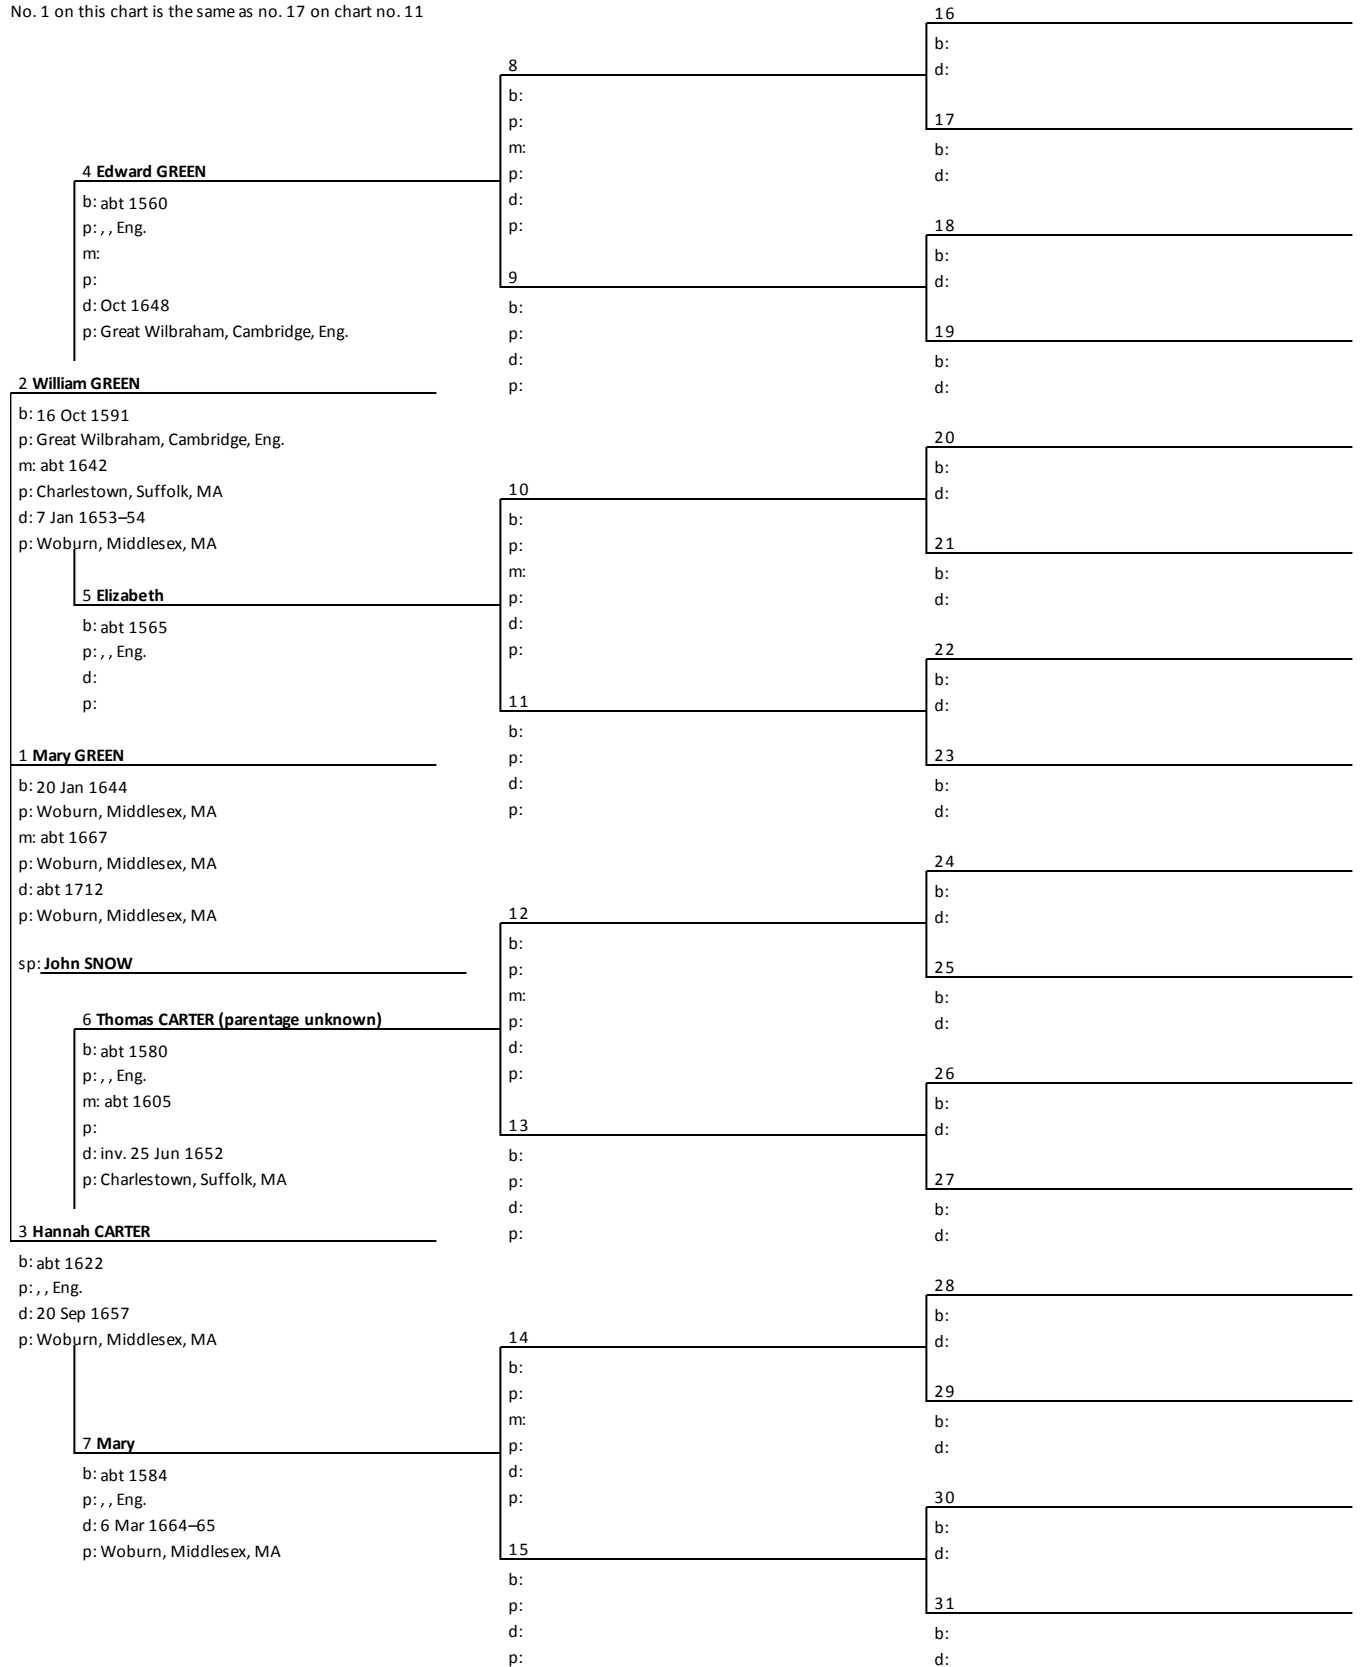 No. 1 on this chart is the same as no. 17 on chart no. 11
16
b:
d:
8
b:
p:
m:
p:
d:
p:
17
b:
d:
4 Edward GREEN
b: abt 1560
p: , , Eng.
m:
p:
d: Oct 1648
p: Great Wilbraham, Cambridge, Eng.
18
b:
d:
9
b:
p:
d:
p:
19
b:
d:
2 William GREEN
b: 16 Oct 1591
p: Great Wilbraham, Cambridge, Eng.
m: abt 1642
p: Charlestown, Suffolk, MA
d: 7 Jan 1653–54
p: Woburn, Middlesex, MA
20
b:
d:
10
b:
p:
m:
p:
d:
p:
21
b:
d:
5 Elizabeth
b: abt 1565
p: , , Eng.
d:
p:
22
b:
d:
11
b:
p:
d:
p:
23
b:
d:
1 Mary GREEN
b: 20 Jan 1644
p: Woburn, Middlesex, MA
m: abt 1667
p: Woburn, Middlesex, MA
d: abt 1712
p: Woburn, Middlesex, MA
sp: John SNOW
24
b:
d:
12
b:
p:
m:
p:
d:
p:
25
b:
d:
6 Thomas CARTER (parentage unknown)
b: abt 1580
p: , , Eng.
m: abt 1605
p:
d: inv. 25 Jun 1652
p: Charlestown, Suffolk, MA
26
b:
d:
13
b:
p:
d:
p:
27
b:
d:
3 Hannah CARTER
b: abt 1622
p: , , Eng.
d: 20 Sep 1657
p: Woburn, Middlesex, MA
28
b:
d:
14
b:
p:
m:
p:
d:
p:
29
b:
d:
7 Mary
b: abt 1584
p: , , Eng.
d: 6 Mar 1664–65
p: Woburn, Middlesex, MA
30
b:
d:
15
b:
p:
d:
p:
31
b:
d: